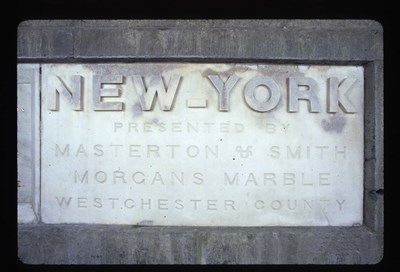 NEW-YORK
PRESENTED BY
MASTERTON & SMITH
MORGANS MARBLE
WESTCHESTER COUNTY